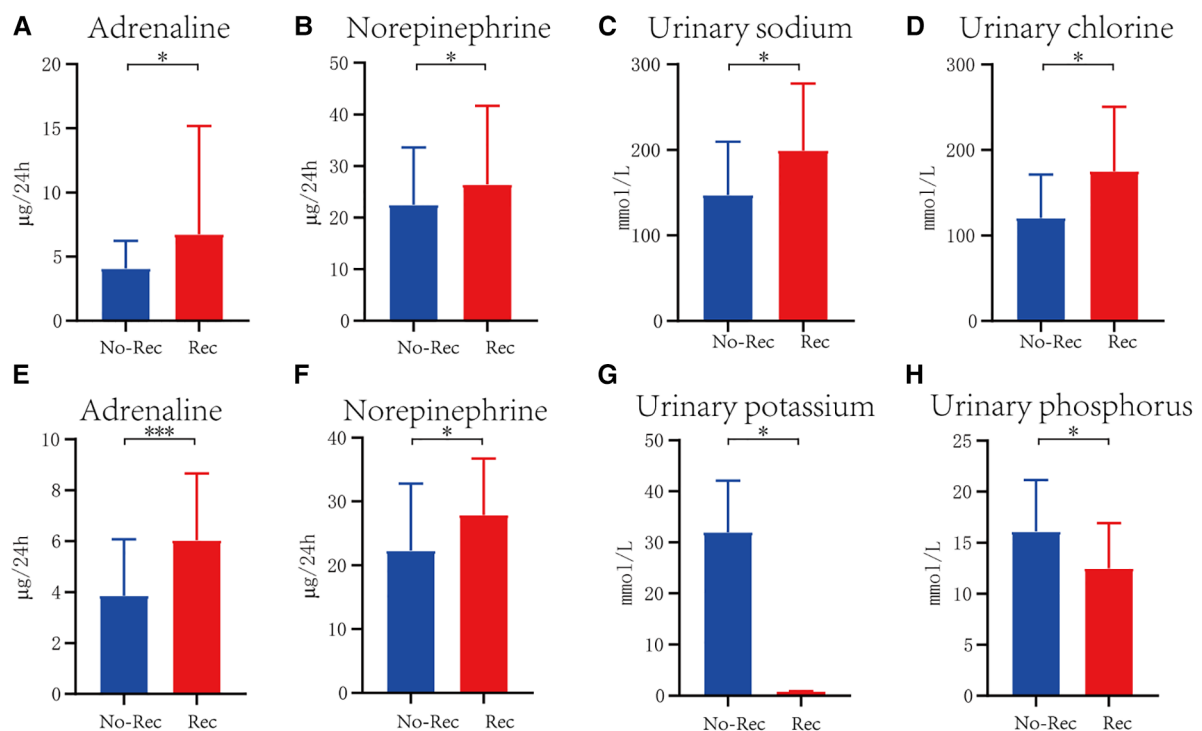 A Adrenaline
*
20
15
10
5
0
μg/24h
No-Rec Rec
B Norepinephrine
*
50
40
30
20
10
0
μg/24h
No-Rec Rec
C Urinary sodium
*
300
200
100
0
mmol/L
No-Rec Rec
D Urinary chlorine
*
300
200
100
0
mmol/L
No-Rec Rec
E Adrenaline
***
10
8
6
4
2
0
μg/24h
No-Rec Rec
F Norepinephrine
*
40
30
20
10
0
μg/24h
No-Rec Rec
G Urinary potassium
*
50
40
30
20
10
0
mmol/L
No-Rec Rec
H Urinary phosphorus
*
25
20
15
10
5
0
mmol/L
No-Rec Rec